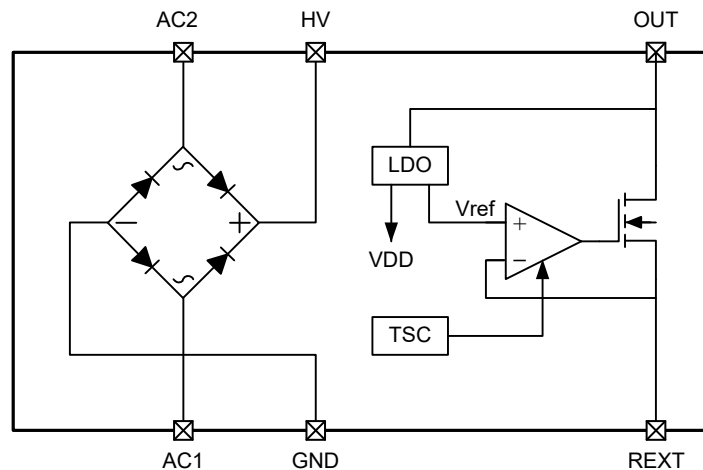 AC2 HV OUT
LDO
Vref
+
−
VDD
− +
TSC
AC1 GND REXT